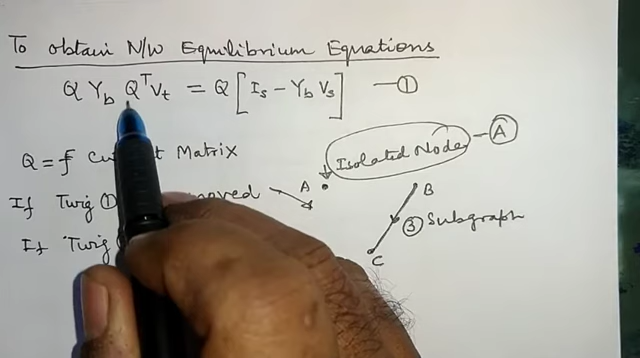 To obtain N/W Equilibrium Equations
Q Y_b Q^T V_t = Q [I_s - Y_b V_s] — ①
Q = f Matrix
Isolated Node — Ⓐ
If Twig ①
A
B
③ Subgraph
If Twig
C